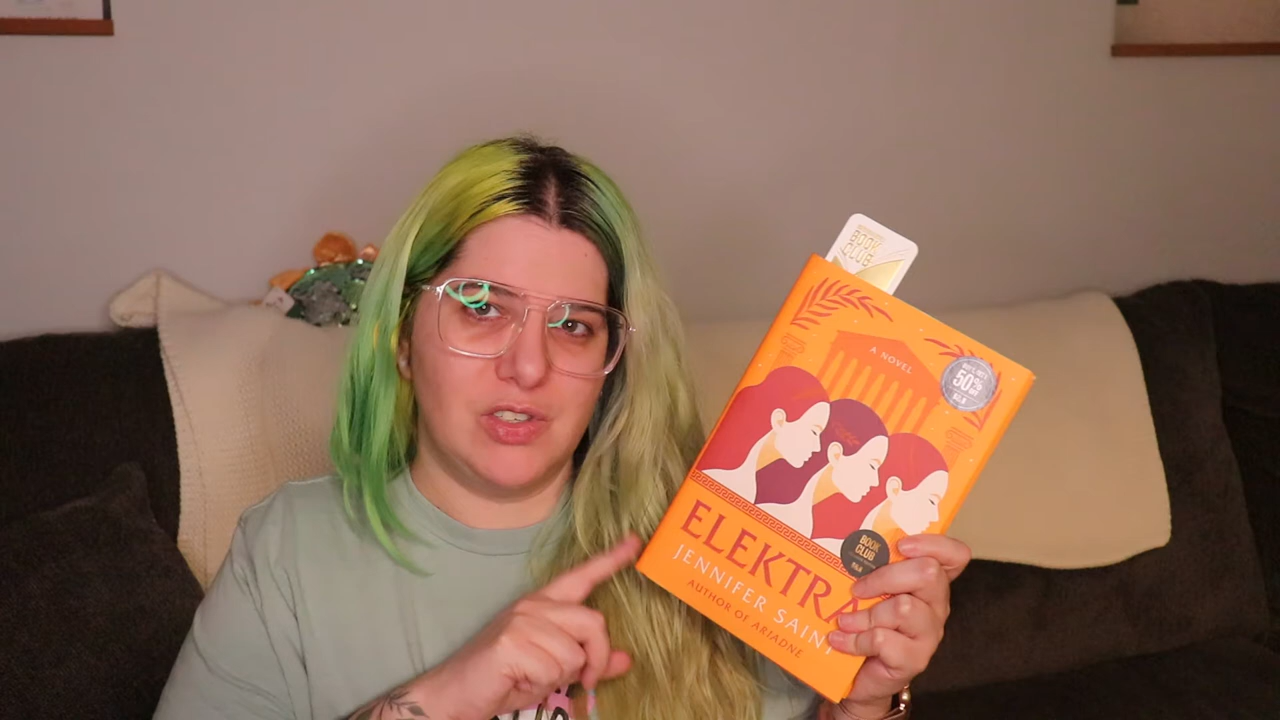 BOOK
CLUB
A NOVEL
50%
OFF
BOOK
CLUB
B&N
ELEKTRA
JENNIFER SAINT
AUTHOR OF ARIADNE